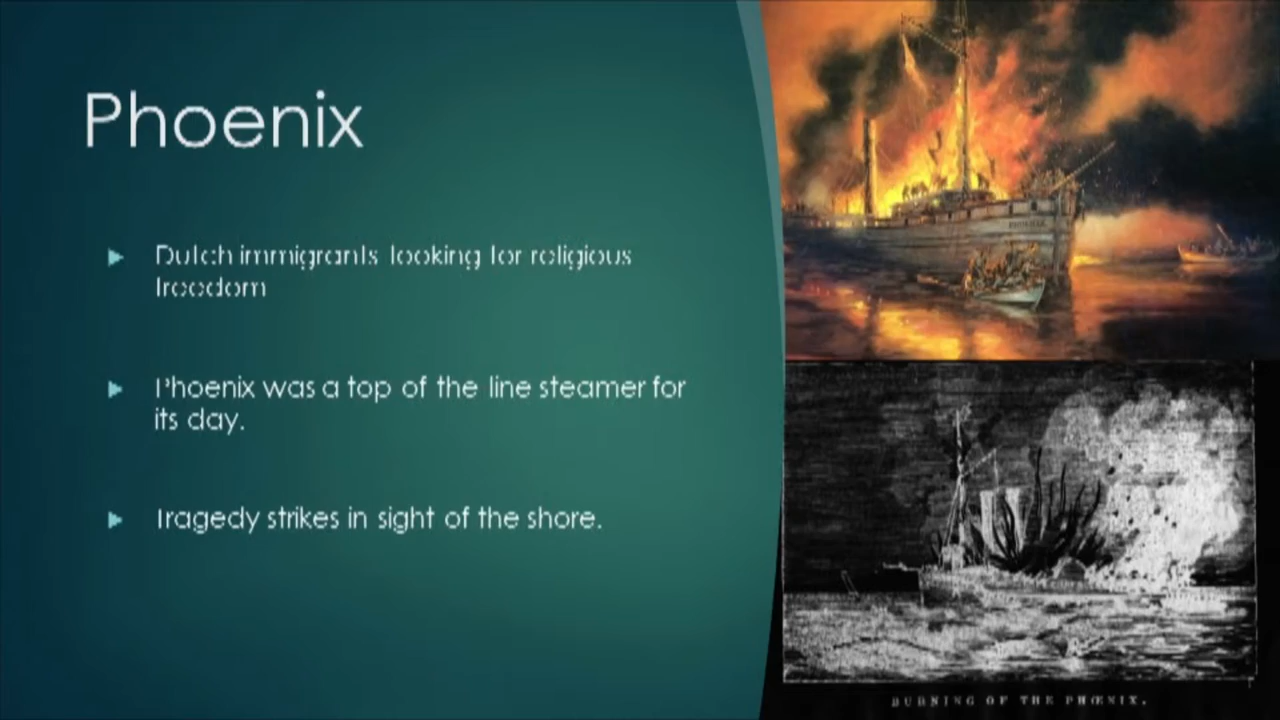 Phoenix
Dutch immigrants looking for religious
freedom
Phoenix was a top of the line steamer for
its day.
Tragedy strikes in sight of the shore.
BURNING OF THE PHŒNIX.